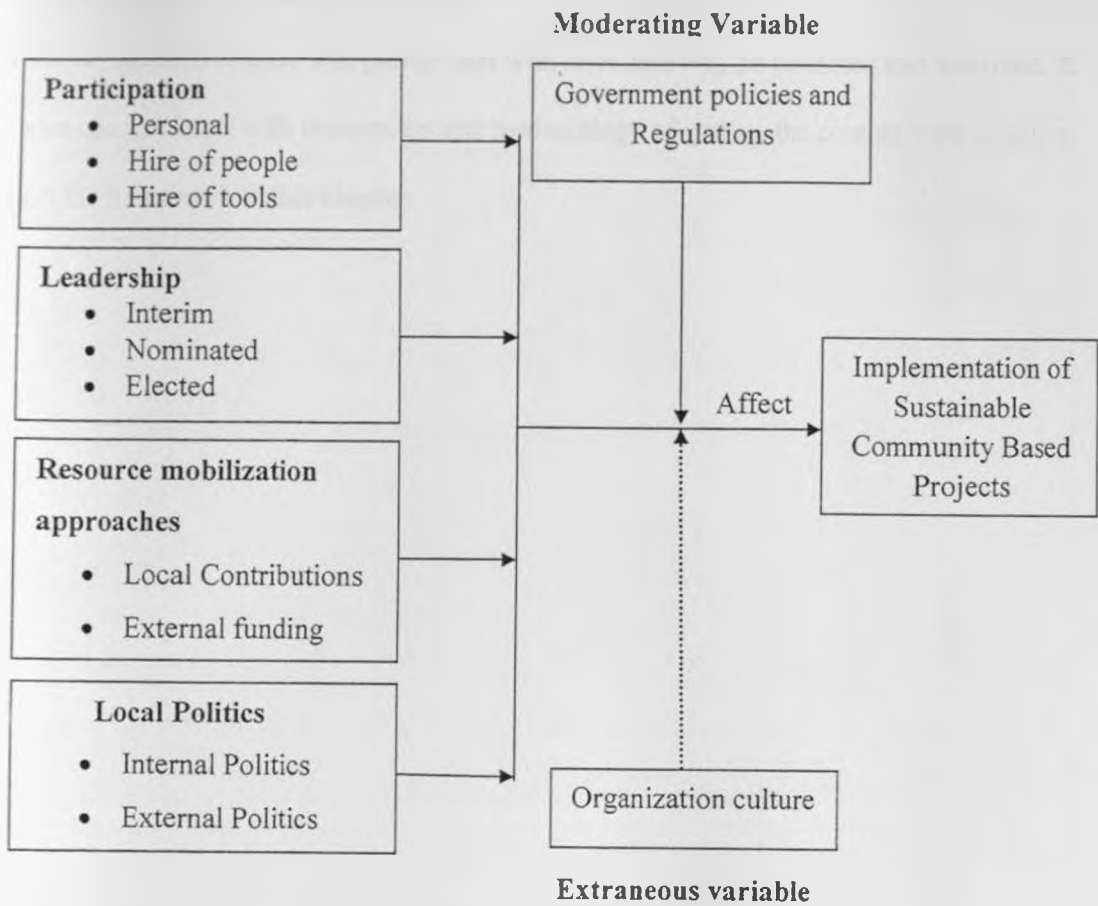 Moderating Variable
Participation
• Personal
• Hire of people
• Hire of tools
Government policies and
Regulations
Leadership
• Interim
• Nominated
• Elected
Affect
Implementation of
Sustainable
Community Based
Projects
Resource mobilization
approaches
• Local Contributions
• External funding
Local Politics
• Internal Politics
• External Politics
Organization culture
Extraneous variable